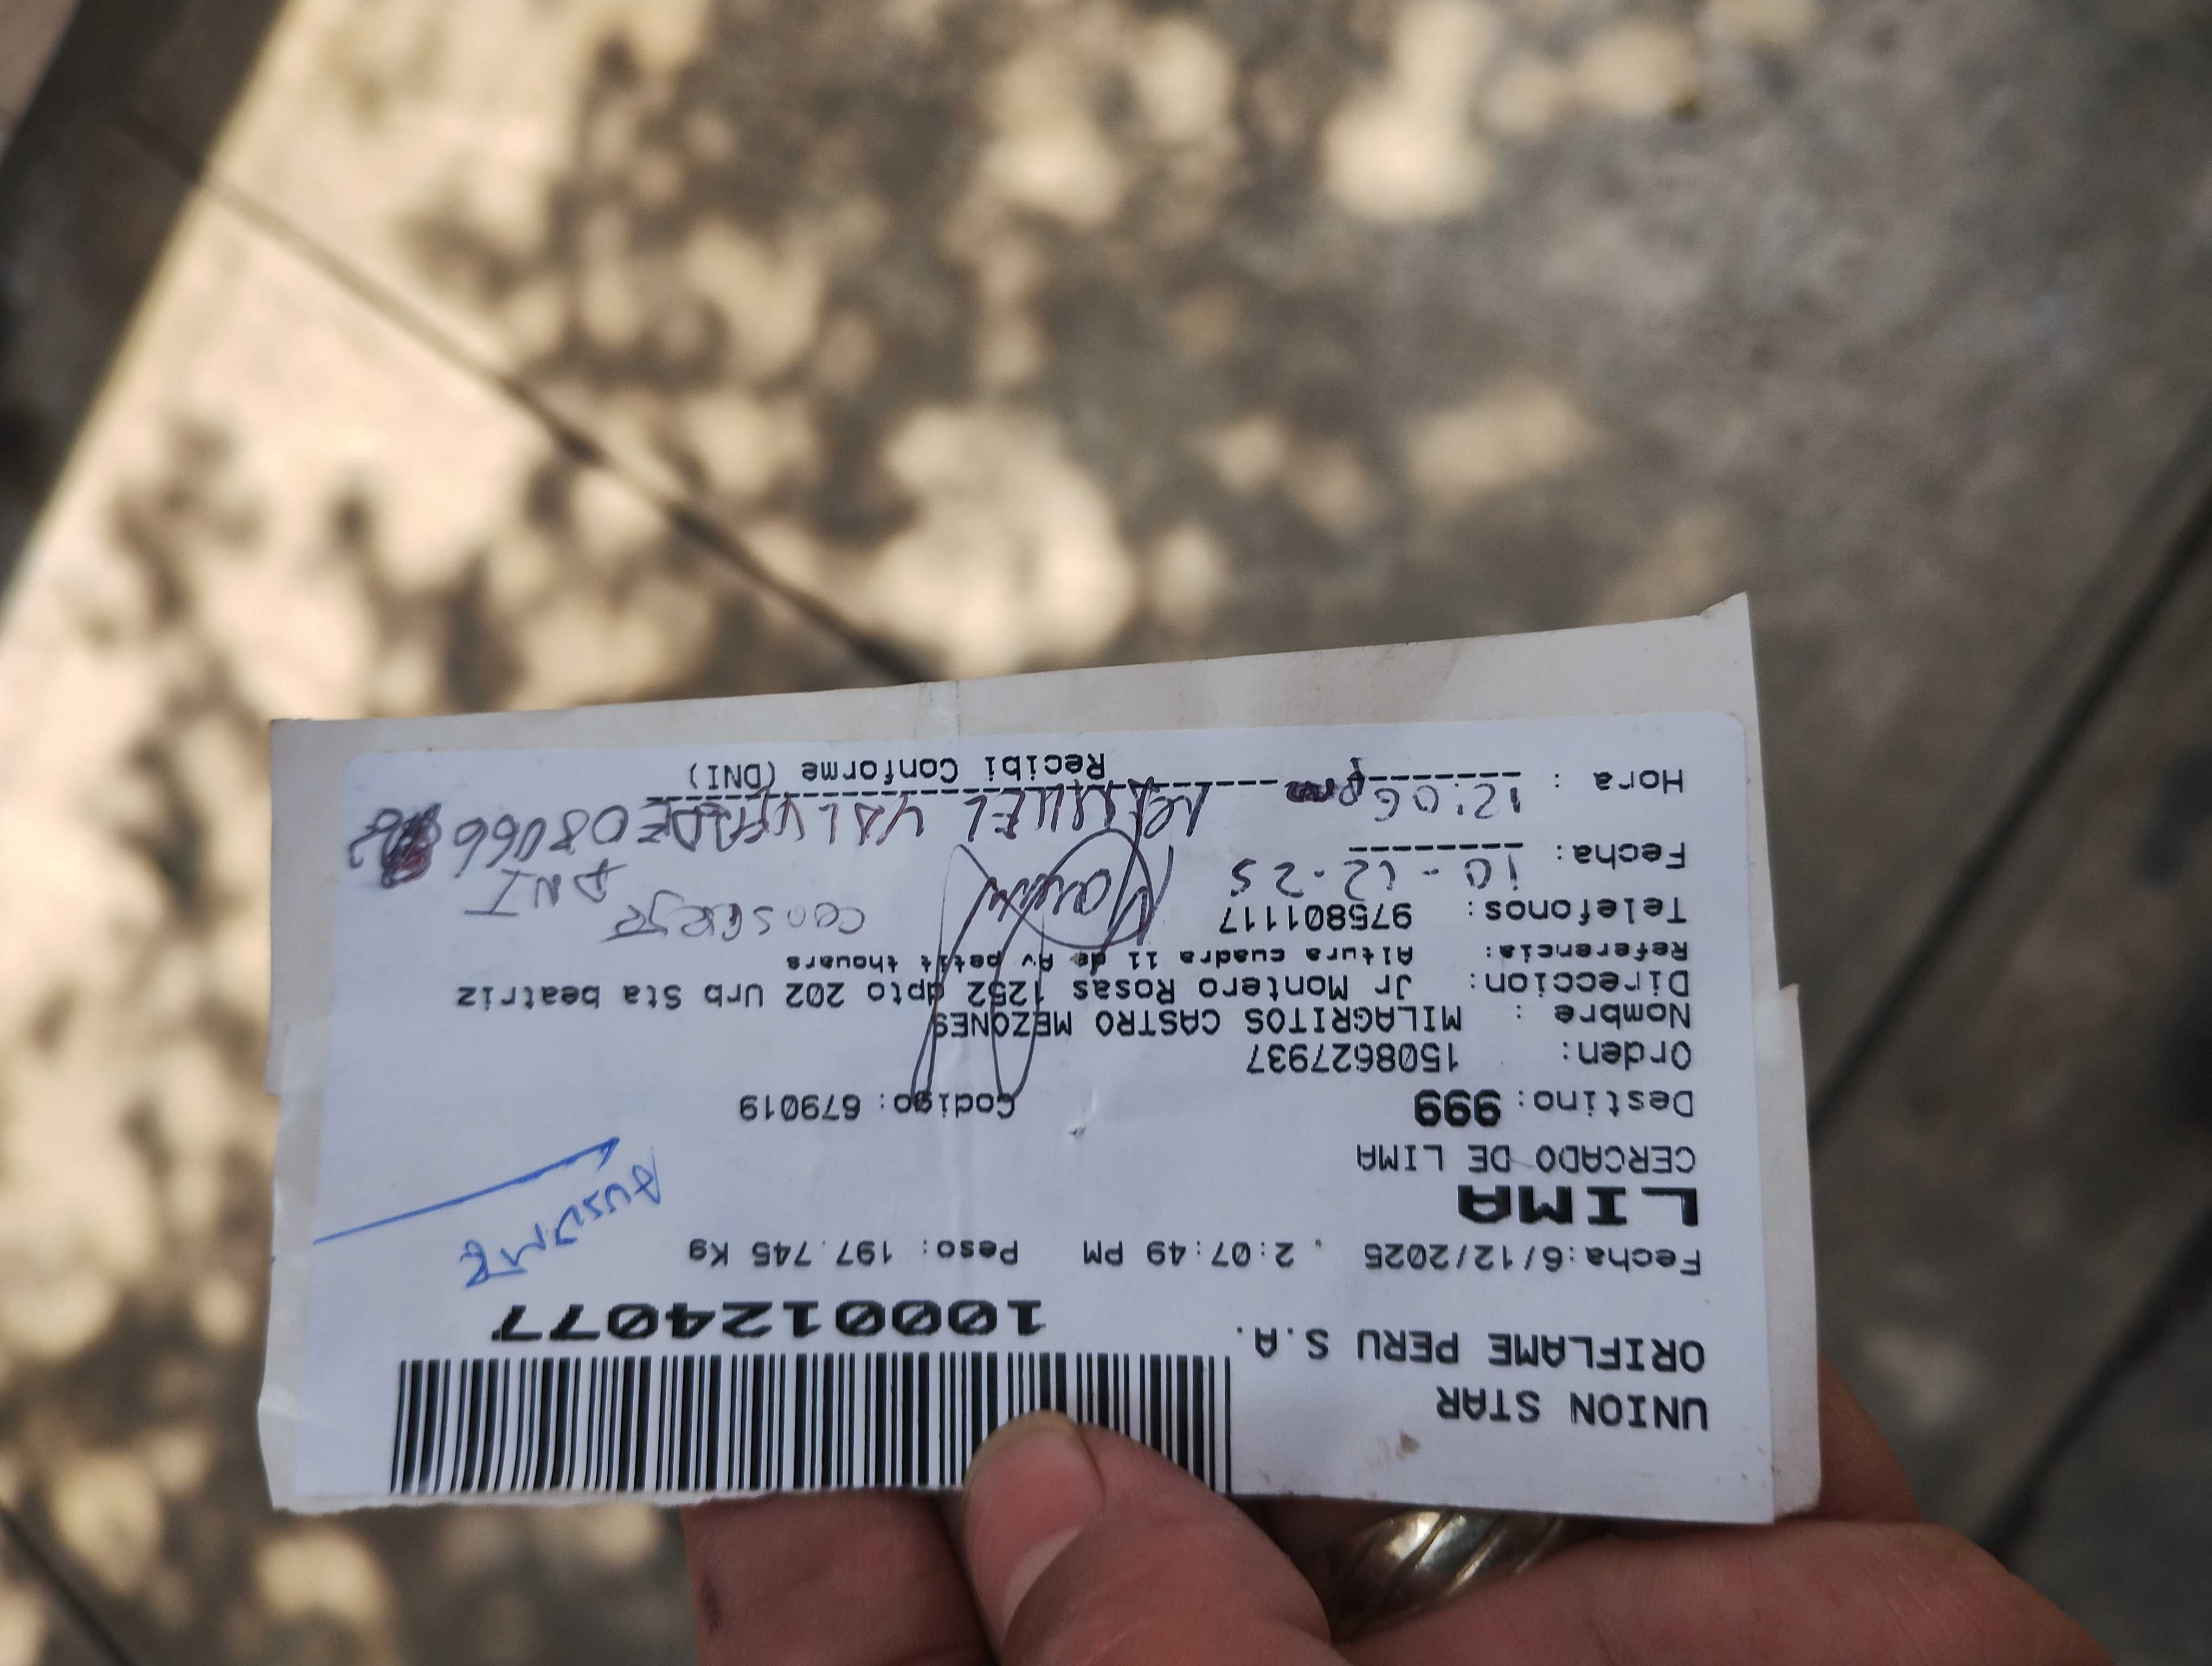 UNION STAR
ORIFLAME PERU S.A.
1000124077
Fecha:6/12/2025 2:07:49 PM Peso: 197.745 Kg
LIMA
CERCADO DE LIMA
Ausente
Destino: 999 Codigo: 679019
Orden: 1508627937
Nombre : MILAGRITOS CASTRO MEZONES
Direccion: Jr Montero Rosas 1252 dpto 202 Urb Sta beatriz
Referencia: Altura cuadra 11 de Av petit thouars
Telefonos: 975801117
conserje
DNI
Fecha: 10-12-25
Hora : 12:06 pm VALVERDE
Recibi Conforme (DNI)